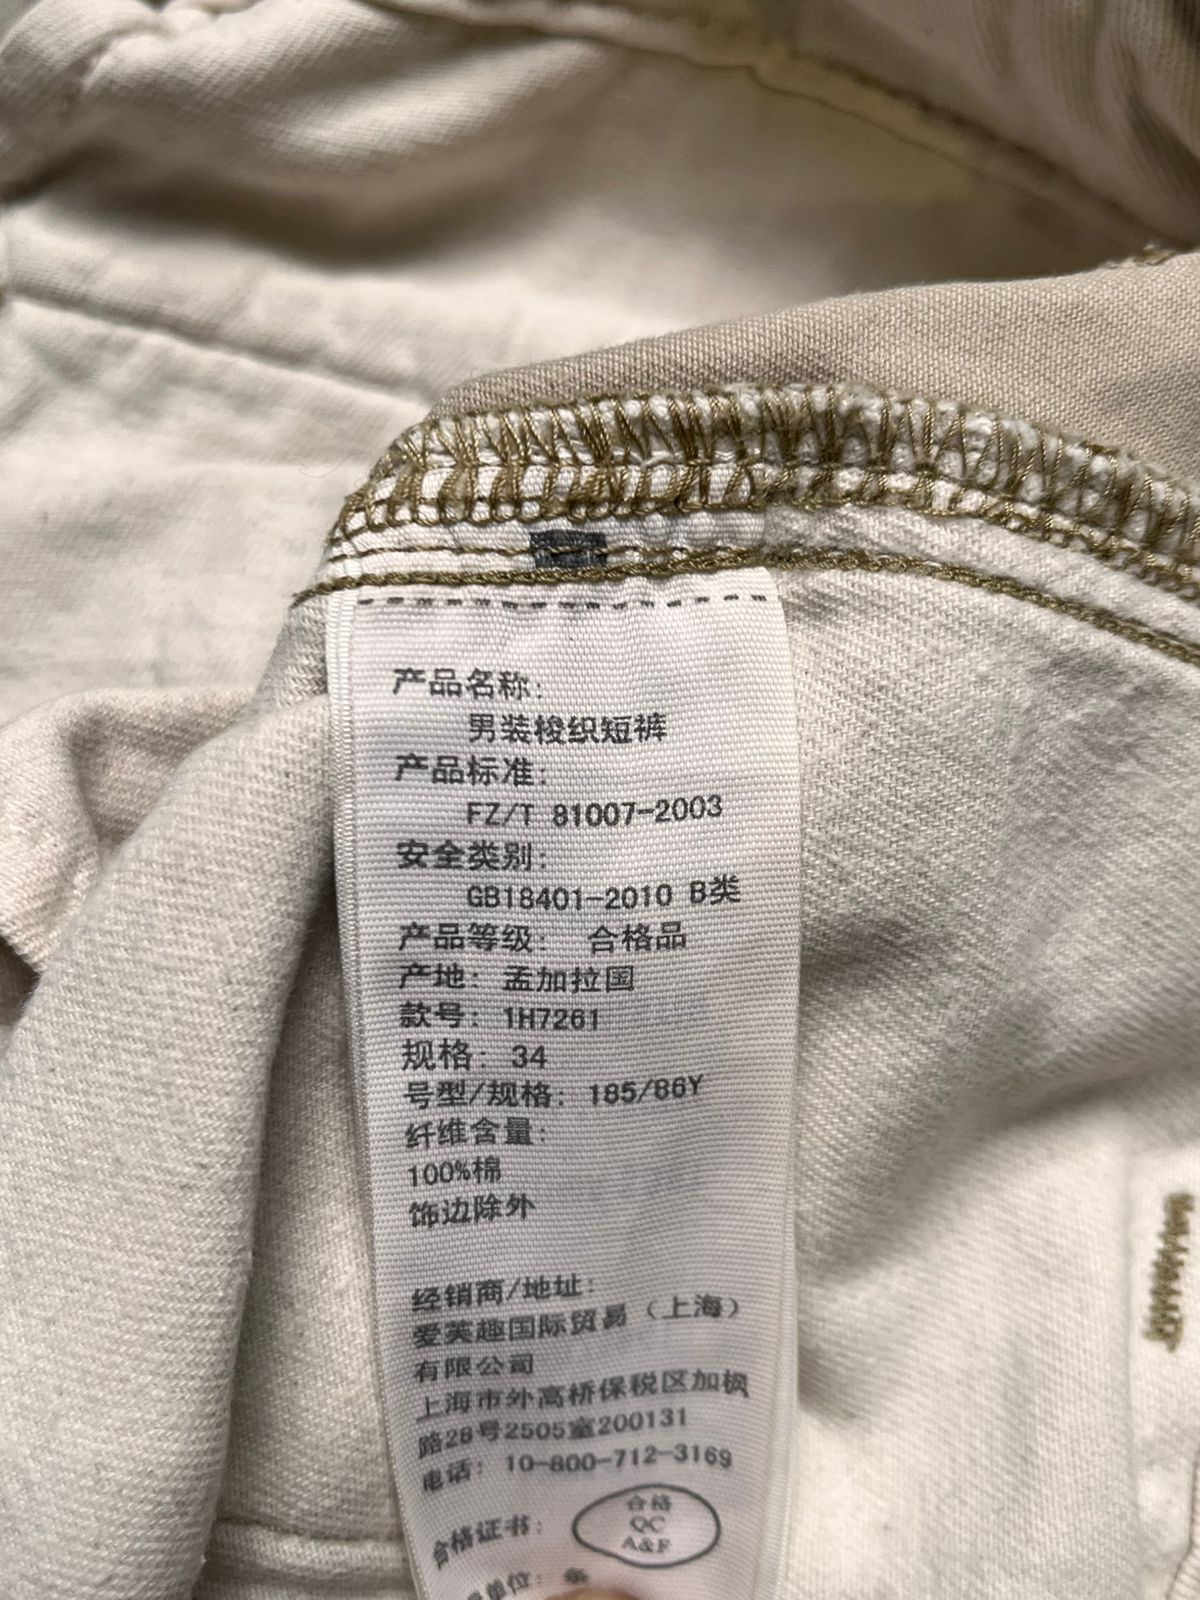 产品名称:
男装梭织短裤
产品标准:
FZ/T 81007-2003
安全类别:
GB18401-2010 B类
产品等级: 合格品
产地: 孟加拉国
款号: 1H7261
规格: 34
号型/规格: 185/86Y
纤维含量:
100%棉
饰边除外
经销商/地址:
爱芙趣国际贸易（上海）
有限公司
上海市外高桥保税区加枫
路28号2505室200131
电话: 10-800-712-3169
合格证书:
合格
QC
A&F
单位: 条